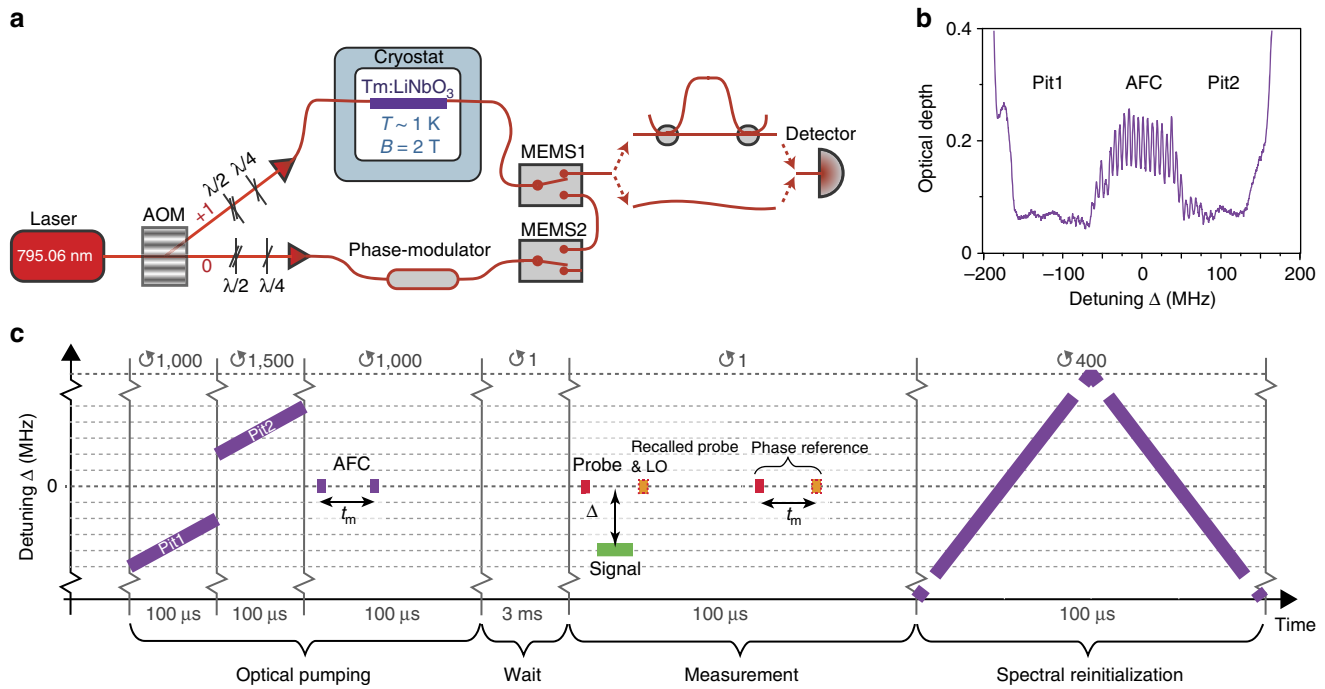 a
Cryostat
Tm:LiNbO₃
T ~ 1 K
B = 2 T
MEMS1
Detector
λ/2
λ/4
+1
AOM
Laser
795.06 nm
0
λ/2
λ/4
Phase-modulator
MEMS2
b
Optical depth
0.4
0.2
0
Pit1
AFC
Pit2
−200
−100
0
100
200
Detuning Δ (MHz)
c
1,000
1,500
1,000
1
1
400
Detuning Δ (MHz)
0
Pit1
Pit2
AFC
tm
Probe
Recalled probe
& LO
Phase reference
tm
Δ
Signal
100 μs
100 μs
100 μs
3 ms
100 μs
100 μs
Time
Optical pumping
Wait
Measurement
Spectral reinitialization